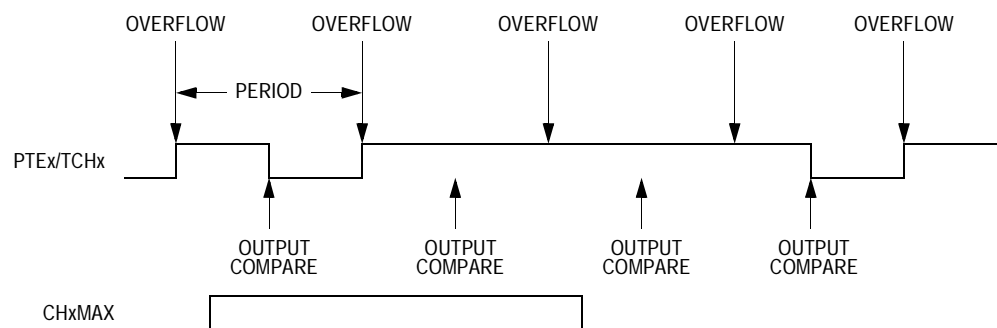 OVERFLOW OVERFLOW OVERFLOW OVERFLOW OVERFLOW
PERIOD
PTEx/TCHx
OUTPUT COMPARE
OUTPUT COMPARE
OUTPUT COMPARE
OUTPUT COMPARE
CHxMAX